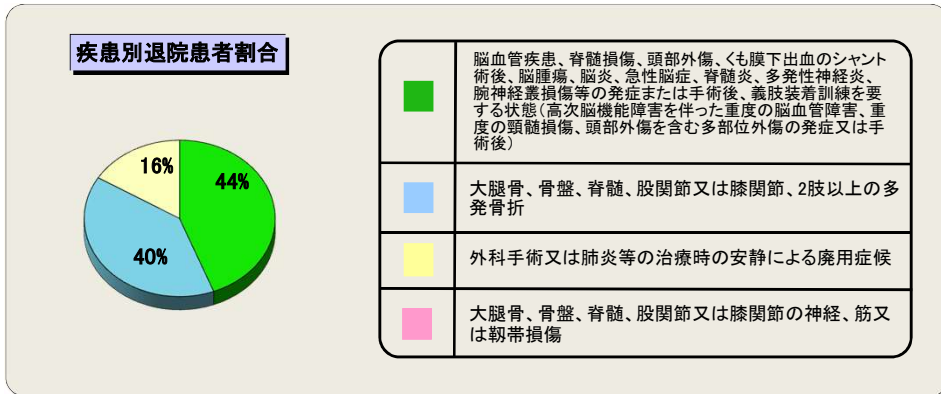 疾患別退院患者割合
16%
44%
40%
脳血管疾患、脊髄損傷、頭部外傷、くも膜下出血のシャント
術後、脳腫瘍、脳炎、急性脳症、脊髄炎、多発性神経炎、
腕神経叢損傷等の発症または手術後、義肢装着訓練を要
する状態（高次脳機能障害を伴った重度の脳血管障害、重
度の頸髄損傷、頭部外傷を含む多部位外傷の発症又は手
術後）
大腿骨、骨盤、脊髄、股関節又は膝関節、2肢以上の多
発骨折
外科手術又は肺炎等の治療時の安静による廃用症候
大腿骨、骨盤、脊髄、股関節又は膝関節の神経、筋又
は靱帯損傷